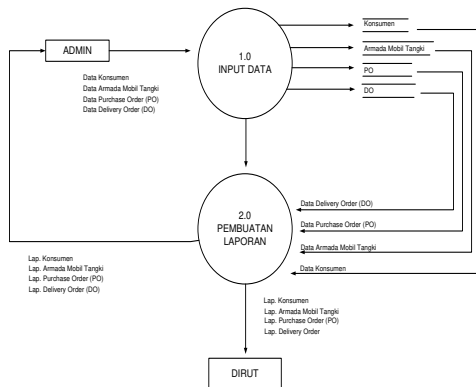 ADMIN
1.0
INPUT DATA
Konsumen
Armada Mobil Tangki
PO
DO
Data Konsumen
Data Armada Mobil Tangki
Data Purchase Order (PO)
Data Delivery Order (DO)
2.0
PEMBUATAN
LAPORAN
Data Delivery Order (DO)
Data Purchase Order (PO)
Data Armada Mobil Tangki
Data Konsumen
Lap. Konsumen
Lap. Armada Mobil Tangki
Lap. Purchase Order (PO)
Lap. Delivery Order (DO)
Lap. Konsumen
Lap. Armada Mobil Tangki
Lap. Purchase Order (PO)
Lap. Delivery Order
DIRUT